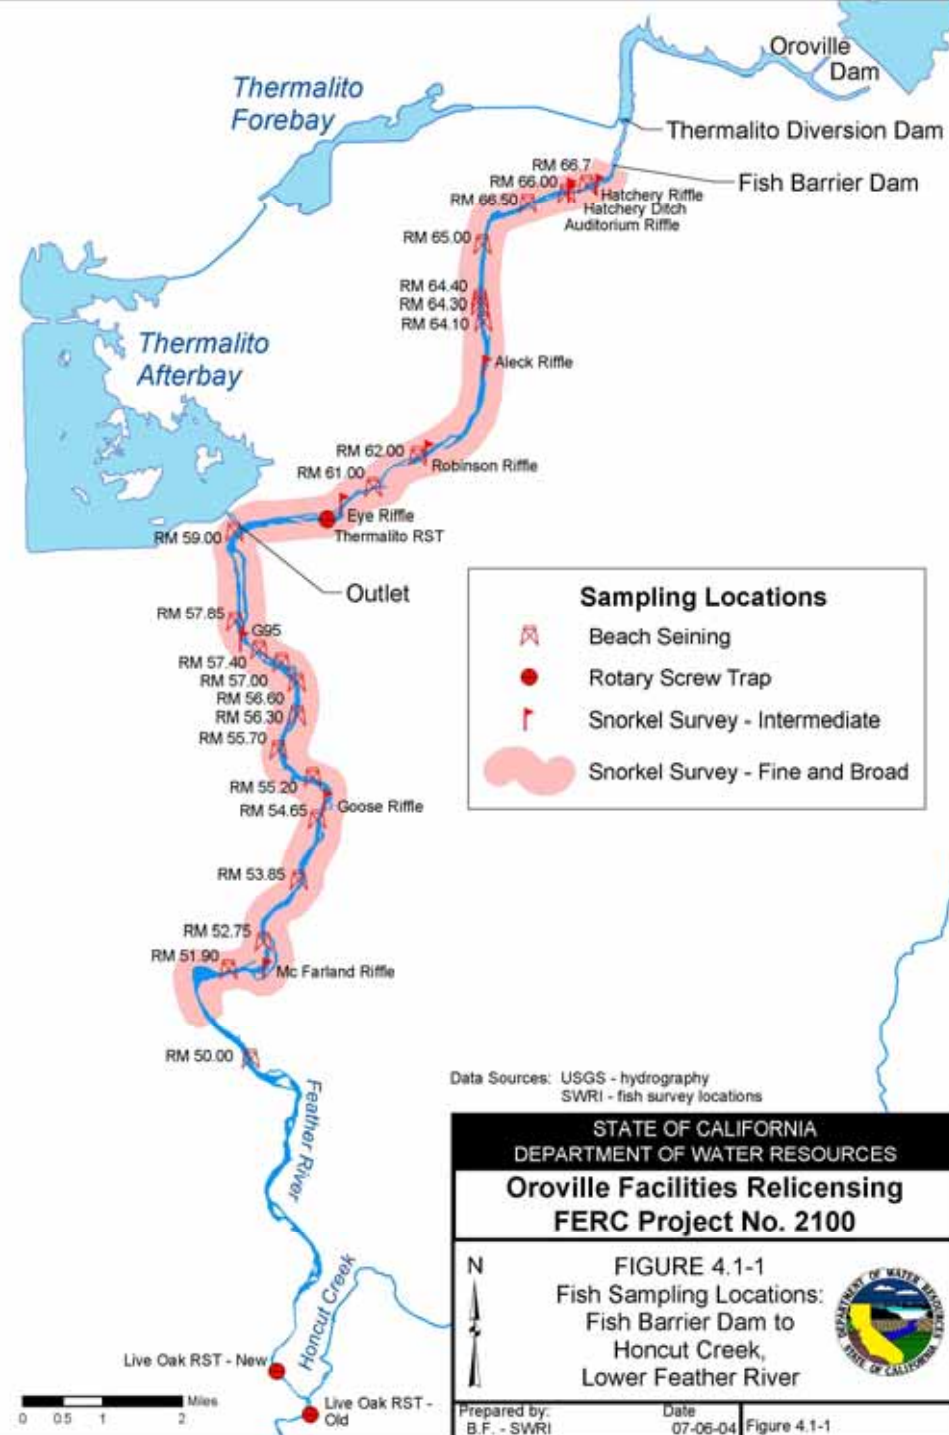 Oroville
Dam
Thermalito
Forebay
Thermalito Diversion Dam
RM 66.7
Fish Barrier Dam
RM 66.00
Hatchery Riffle
RM 66.50
Hatchery Ditch
Auditorium Riffle
RM 65.00
RM 64.40
RM 64.30
RM 64.10
Thermalito
Afterbay
Aleck Riffle
RM 62.00
Robinson Riffle
RM 61.00
Eye Riffle
RM 59.00
Thermalito RST
Outlet
RM 57.85
G95
RM 57.40
RM 57.00
RM 56.60
RM 56.30
RM 55.70
RM 55.20
Goose Riffle
RM 54.65
RM 53.85
RM 52.75
RM 51.90
Mc Farland Riffle
RM 50.00
Feather River
Honcut Creek
Live Oak RST - New
Live Oak RST -
Old
Sampling Locations
Beach Seining
Rotary Screw Trap
Snorkel Survey - Intermediate
Snorkel Survey - Fine and Broad
Data Sources: USGS - hydrography
SWRI - fish survey locations
STATE OF CALIFORNIA
DEPARTMENT OF WATER RESOURCES
Oroville Facilities Relicensing
FERC Project No. 2100
N
FIGURE 4.1-1
Fish Sampling Locations:
Fish Barrier Dam to
Honcut Creek,
Lower Feather River
DEPARTMENT OF WATER RESOURCES
STATE OF CALIFORNIA
Miles
0 0.5 1 2
Prepared by:
B.F. - SWRI
Date
07-06-04
Figure 4.1-1